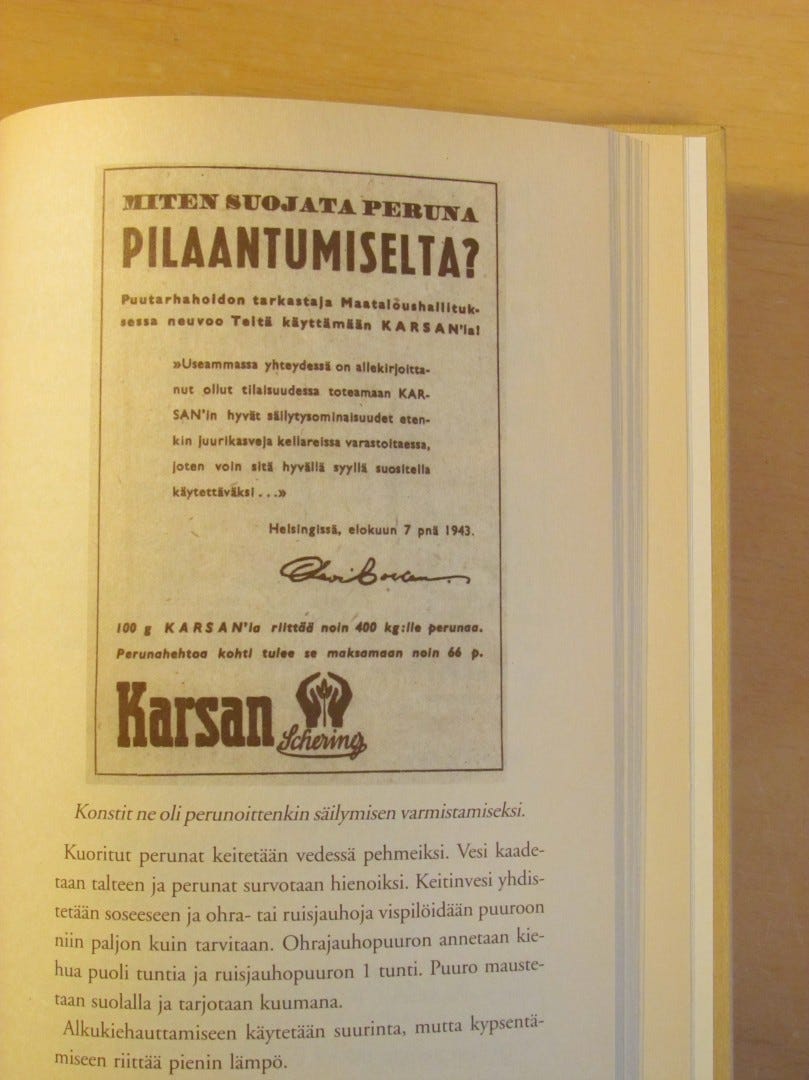 MITEN SUOJATA PERUNA
PILAANTUMISELTA?
Puutarhahoidon tarkastaja Maataloushallituk-
sessa neuvoo Teitä käyttämään KARSAN'ia!
»Useammassa yhteydessä on allekirjoitta-
nut ollut tilaisuudessa toteamaan KAR-
SAN'in hyvät säilytysominaisuudet eten-
kin juurikasveja kellareissa varastoitaessa,
joten voin sitä hyvällä syyllä suositella
käytettäväksi...»
Helsingissä, elokuun 7 pnä 1943.
100 g KARSAN'ia riittää noin 400 kg:lle perunaa.
Perunahehtoa kohti tulee se maksamaan noin 66 p.
Karsan
Schering
Konstit ne oli perunoittenkin säilymisen varmistamiseksi.
Kuoritut perunat keitetään vedessä pehmeiksi. Vesi kaade-
taan talteen ja perunat survotaan hienoiksi. Keitinvesi yhdis-
tetään soseeseen ja ohra- tai ruisjauhoja vispilöidään puuroon
niin paljon kuin tarvitaan. Ohrajauhopuuron annetaan kie-
hua puoli tuntia ja ruisjauhopuuron 1 tunti. Puuro mauste-
taan suolalla ja tarjotaan kuumana.
Alkukiehauttamiseen käytetään suurinta, mutta kypsentä-
miseen riittää pienin lämpö.